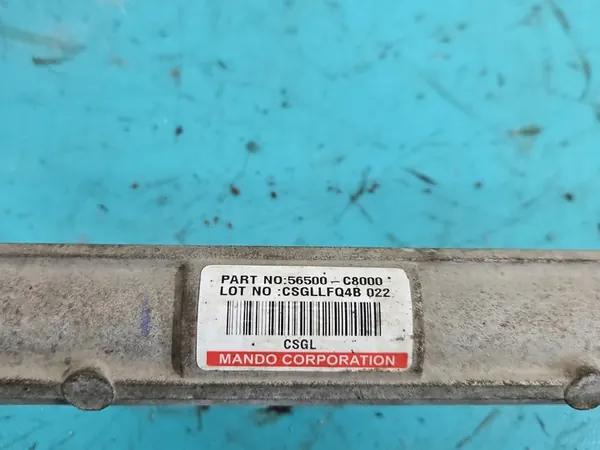 PART NO:56500-C8000
LOT NO :CSGLLFQ4B 022
CSGL
MANDO CORPORATION